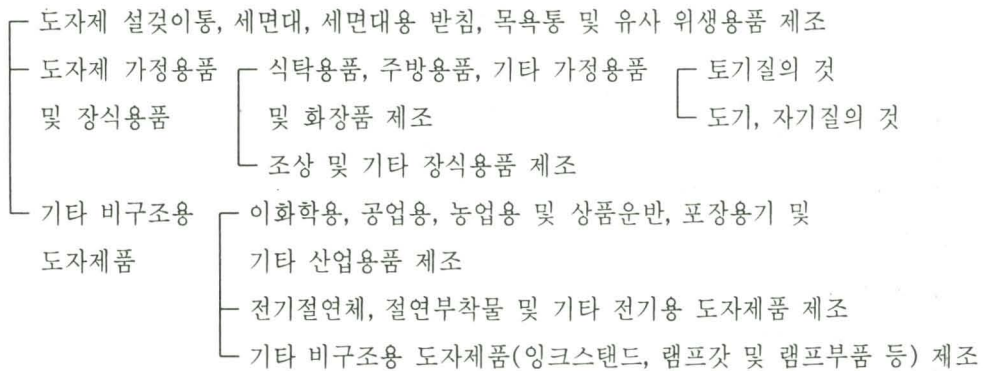 도자제 설겆이통, 세면대, 세면대용 받침, 목욕통 및 유사 위생용품 제조
도자제 가정용품 식탁용품, 주방용품, 기타 가정용품 토기질의 것
및 장식용품 및 화장품 제조 도기, 자기질의 것
조상 및 기타 장식용품 제조
기타 비구조용 이화학용, 공업용, 농업용 및 상품운반, 포장용기 및
도자제품 기타 산업용품 제조
전기절연체, 절연부착물 및 기타 전기용 도자제품 제조
기타 비구조용 도자제품(잉크스탠드, 램프갓 및 램프부품 등) 제조